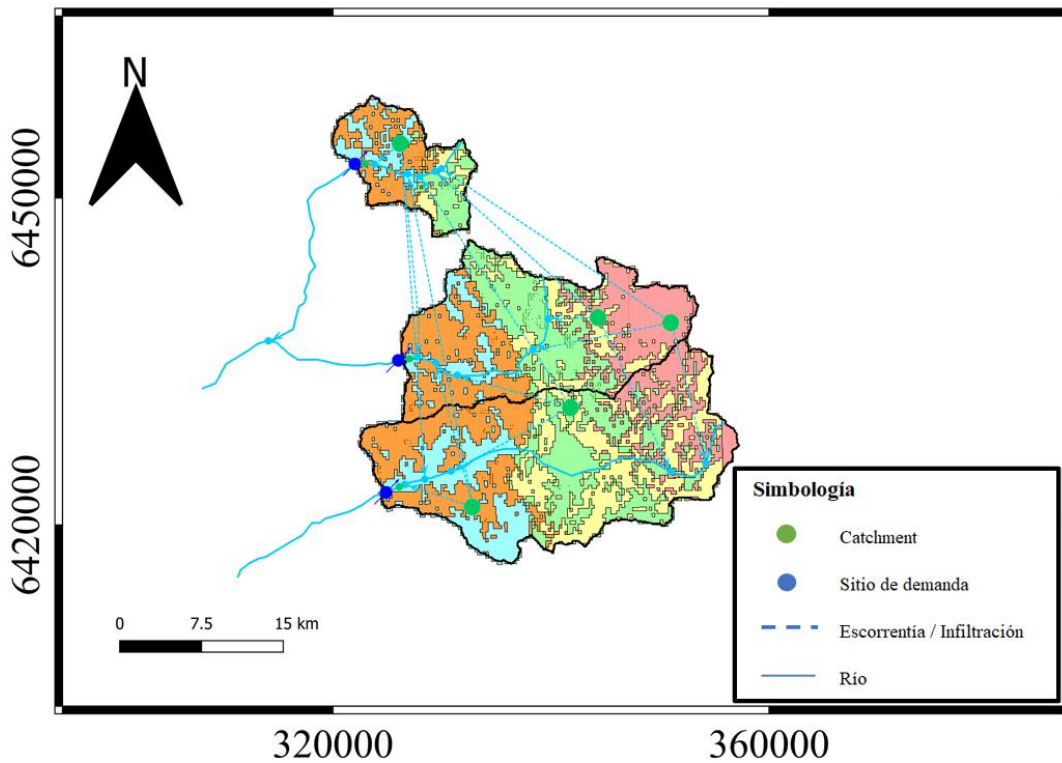 N
6450000
6420000
0 7.5 15 km
320000 360000
Simbología
Catchment
Sitio de demanda
Escorrentía / Infiltración
Río